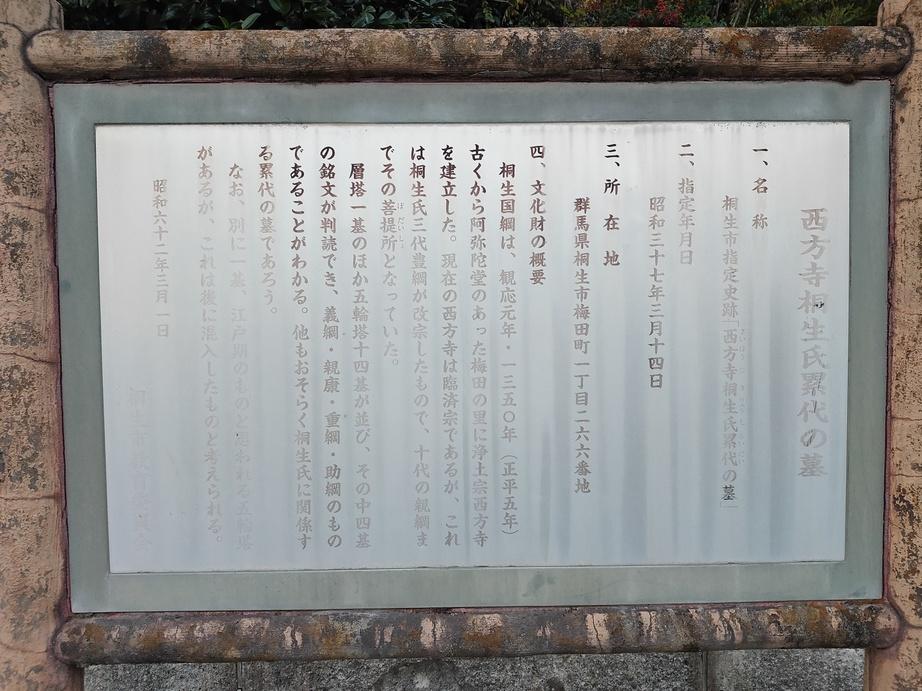 西方寺桐生氏累代の墓
一、名 称
桐生市指定史跡「西方寺桐生氏累代の墓」
二、指定年月日
昭和三十七年三月十四日
三、所 在 地
群馬県桐生市梅田町一丁目二六六番地
四、文化財の概要
桐生国綱は、観応元年・一三五〇年（正平五年）
古くから阿弥陀堂のあった梅田の里に浄土宗西方寺
を建立した。現在の西方寺は臨済宗であるが、これ
は桐生氏三代豊綱が改宗したもので、十代の親綱ま
でその菩提所となっていた。
層塔一基のほか五輪塔十四基が並び、その中四基
の銘文が判読でき、義綱・親康・重綱・助綱のもの
であることがわかる。他もおそらく桐生氏に関係す
る累代の墓であろう。
なお、別に一基、江戸期のものと思われる五輪塔
があるが、これは後に混入したものと考えられる。
昭和六十二年三月一日
桐生市教育委員会